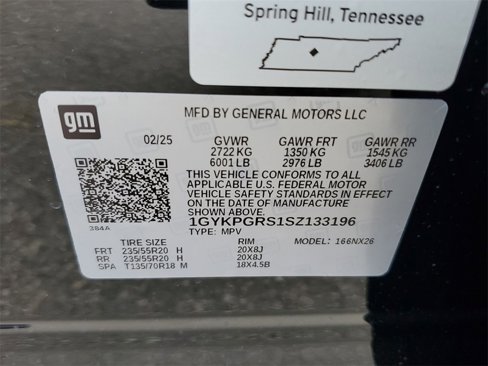 Spring Hill, Tennessee
gm
MFD BY GENERAL MOTORS LLC
02/25 GVWR GAWR FRT GAWR RR
2722 KG 1350 KG 1545 KG
6001 LB 2976 LB 3406 LB
THIS VEHICLE CONFORMS TO ALL
APPLICABLE U.S. FEDERAL MOTOR
VEHICLE SAFETY STANDARDS IN EFFECT
ON THE DATE OF MANUFACTURE
SHOWN ABOVE.
384A
1GYKPGRS1SZ133196
TYPE: MPV
TIRE SIZE RIM MODEL: 166NX26
FRT 235/55R20 H 20X8J
RR 235/55R20 H 20X8J
SPA T135/70R18 M 18X4.5B